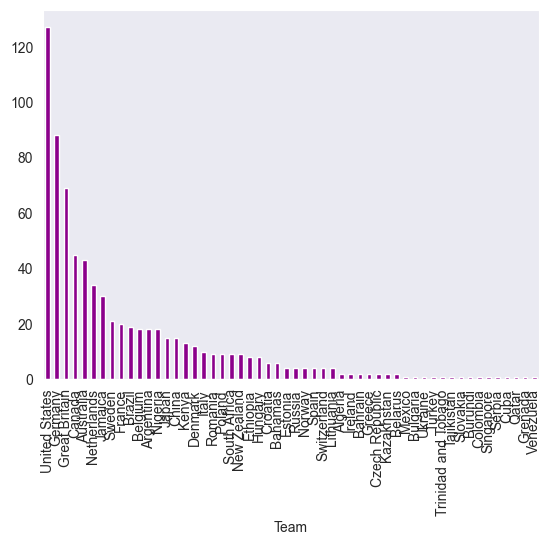 120
100
80
60
40
20
0
United States
Germany
Great Britain
Canada
Australia
Netherlands
Jamaica
Sweden
France
Brazil
Belgium
Argentina
Nigeria
Japan
China
Kenya
Denmark
Italy
Romania
Poland
South Africa
New Zealand
Ethiopia
Hungary
Croatia
Bahamas
Estonia
Russia
Norway
Spain
Switzerland
Lithuania
Algeria
Ireland
Bahrain
Greece
Czech Republic
Kazakhstan
Belarus
Mexico
Bulgaria
Ukraine
Turkey
Trinidad and Tobago
Tajikistan
Slovakia
Burundi
Colombia
Singapore
Serbia
Cuba
Qatar
Grenada
Venezuela
Team